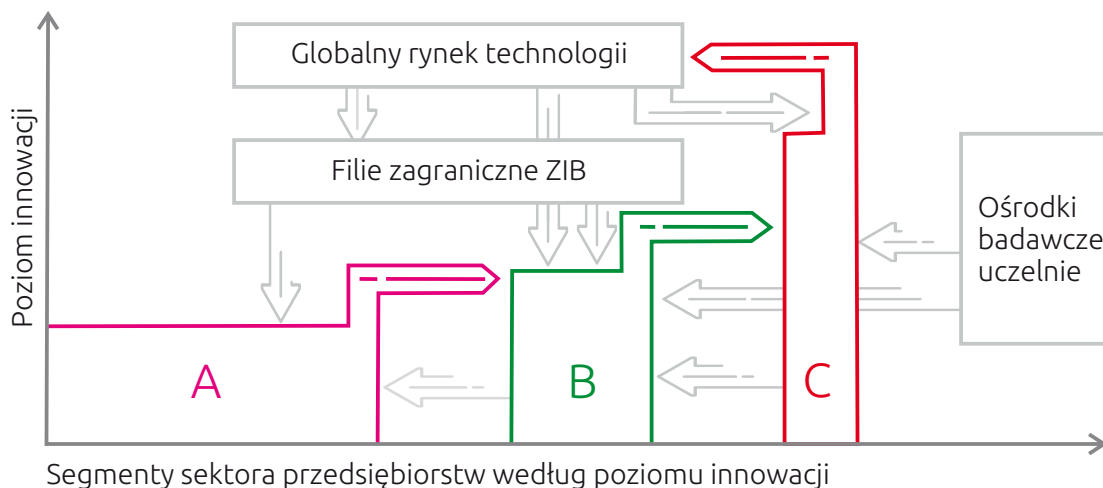 Poziom innowacji
Globalny rynek technologii
Filie zagraniczne ZIB
Ośrodki
badawcze
uczelnie
A
B
C
Segmenty sektora przedsiębiorstw według poziomu innowacji